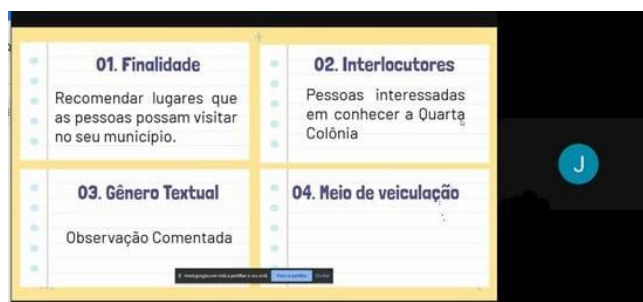 01. Finalidade
Recomendar lugares que
as pessoas possam visitar
no seu município.
02. Interlocutores
Pessoas interessadas
em conhecer a Quarta
Colônia
03. Gênero Textual
Observação Comentada
04. Meio de veiculação
J